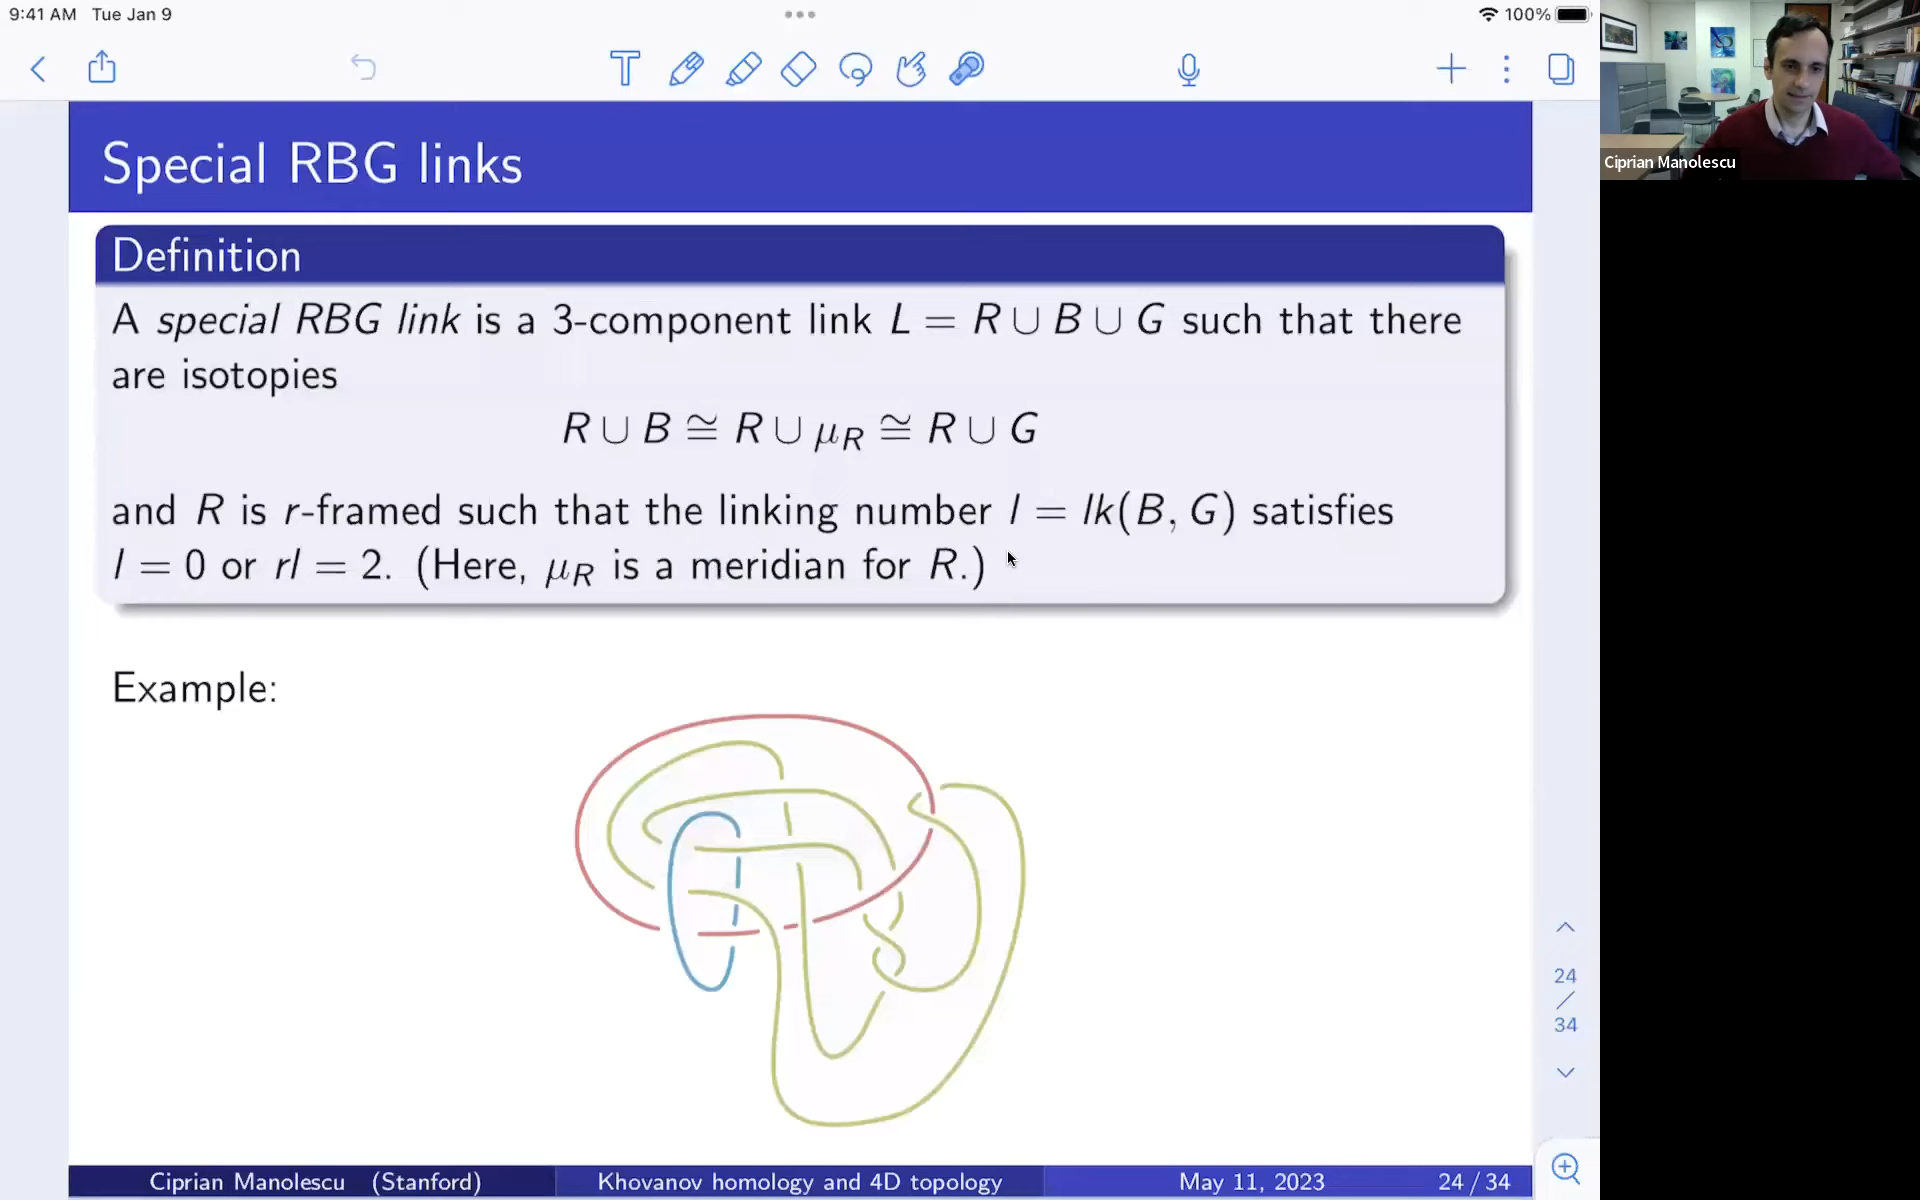 9:41 AM Tue Jan 9
100%
Ciprian Manolescu
Special RBG links
Definition
A special RBG link is a 3-component link L = R ∪ B ∪ G such that there
are isotopies
R ∪ B ≅ R ∪ μ_R ≅ R ∪ G
and R is r-framed such that the linking number l = lk(B, G) satisfies
l = 0 or rl = 2. (Here, μ_R is a meridian for R.)
Example:
24
/
34
Ciprian Manolescu (Stanford) Khovanov homology and 4D topology May 11, 2023 24 / 34